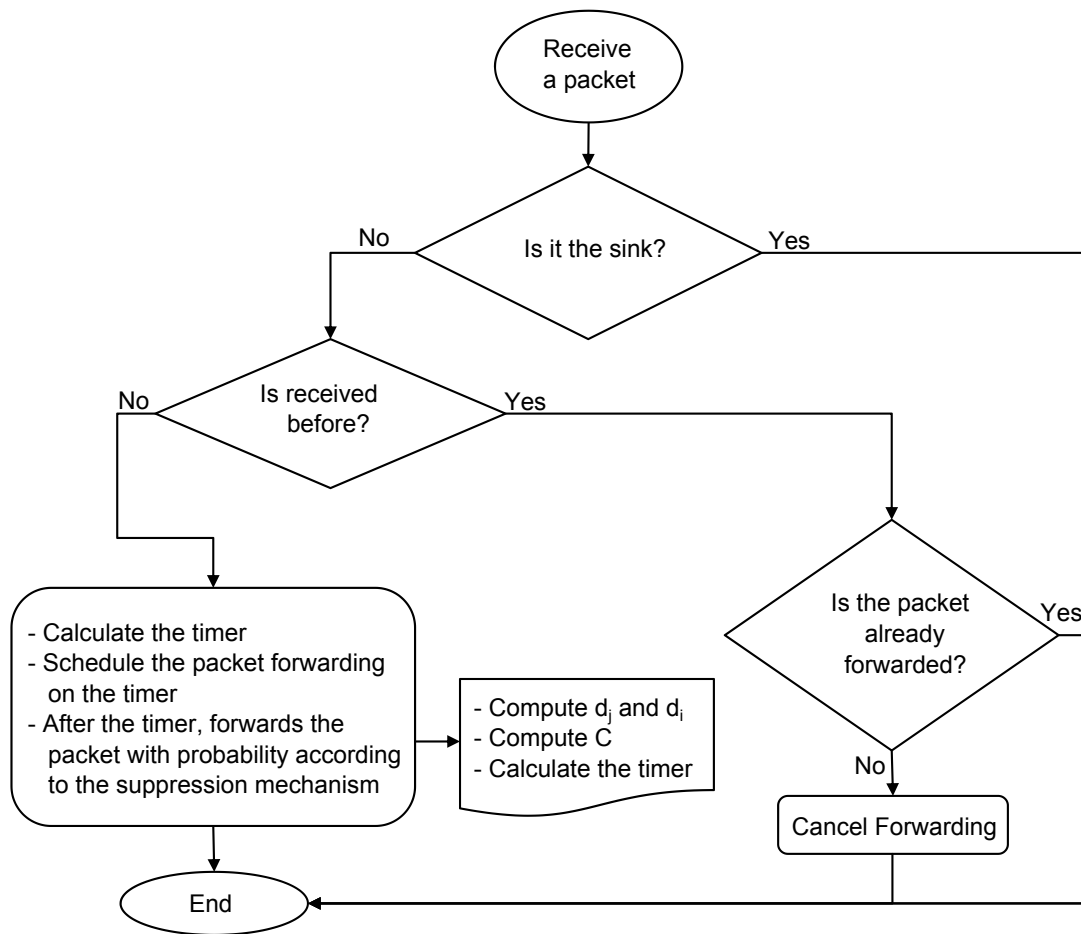 Receive
a packet
Is it the sink?
No
Yes
Is received
before?
No
Yes
Is the packet
already
forwarded?
Yes
No
- Calculate the timer
- Schedule the packet forwarding
on the timer
- After the timer, forwards the
packet with probability according
to the suppression mechanism
- Compute dj and di
- Compute C
- Calculate the timer
Cancel Forwarding
End